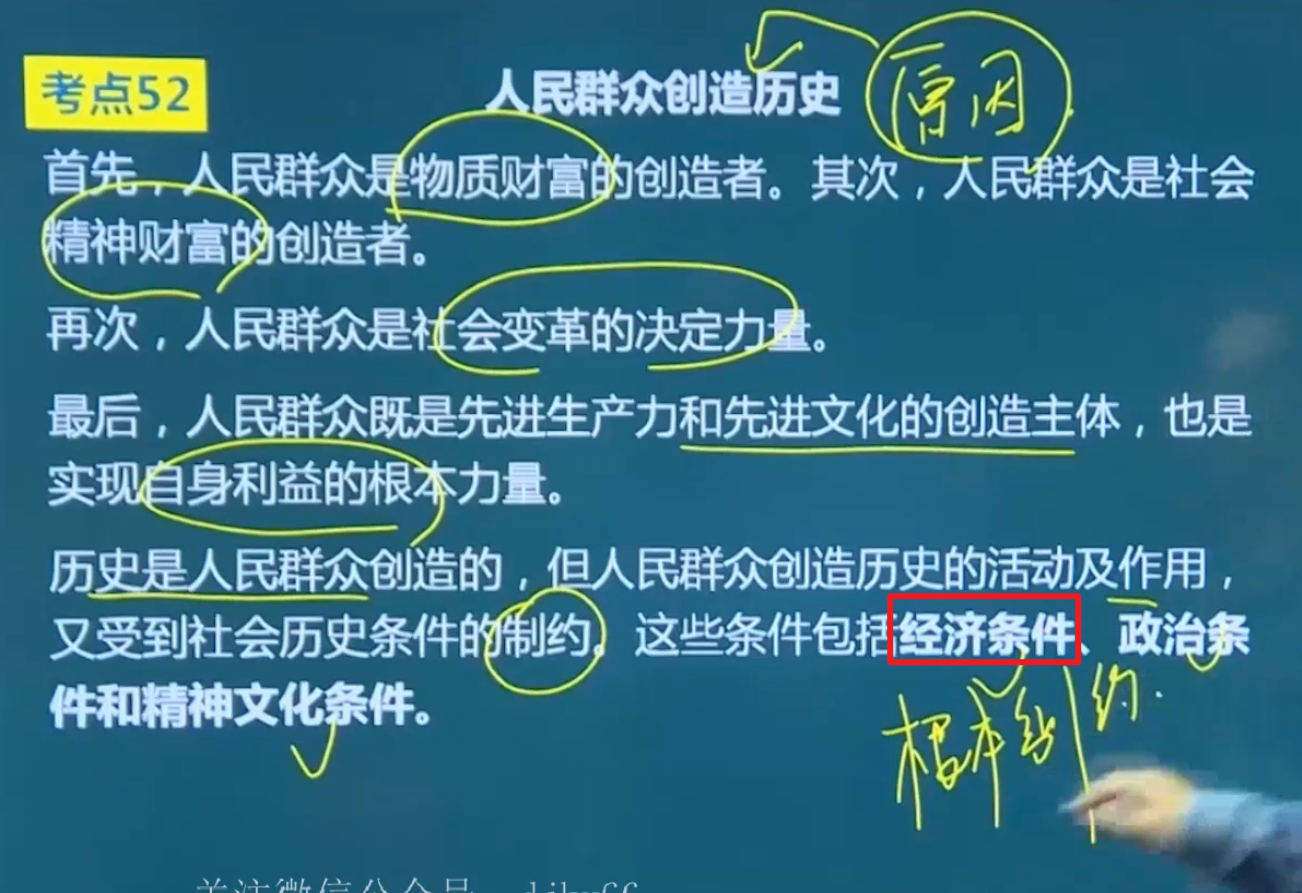 考点52
人民群众创造历史
原因
首先，人民群众是物质财富的创造者。其次，人民群众是社会
精神财富的创造者。
再次，人民群众是社会变革的决定力量。
最后，人民群众既是先进生产力和先进文化的创造主体，也是
实现自身利益的根本力量。
历史是人民群众创造的，但人民群众创造历史的活动及作用，
又受到社会历史条件的制约。这些条件包括经济条件、政治条
件和精神文化条件。
根本制约.